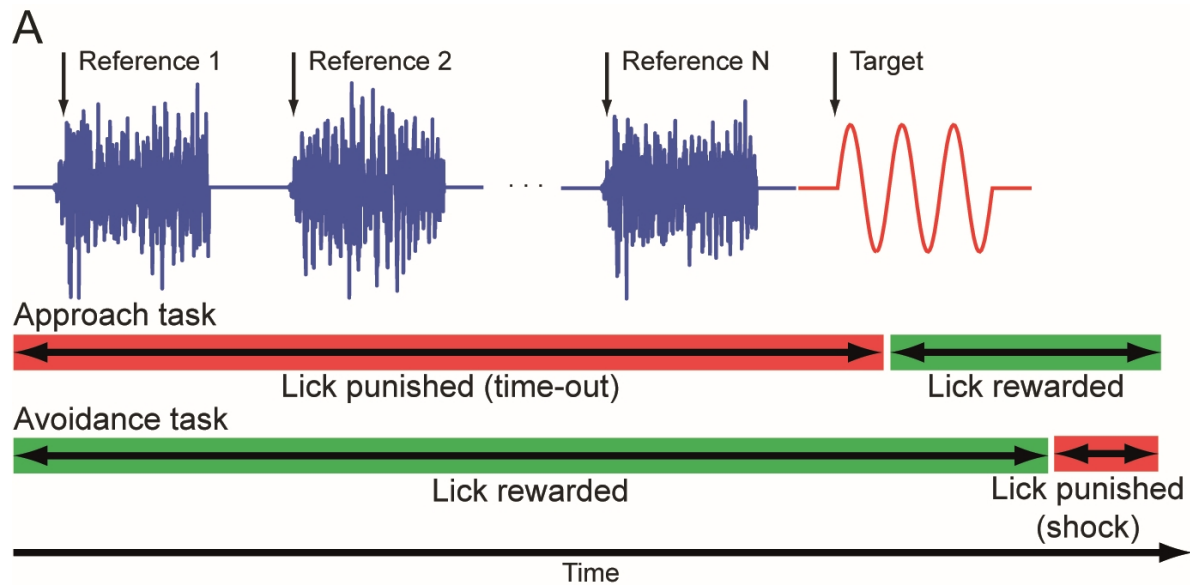 A
Reference 1
Reference 2
Reference N
Target
. . .
Approach task
Lick punished (time-out)
Lick rewarded
Avoidance task
Lick rewarded
Lick punished
(shock)
Time